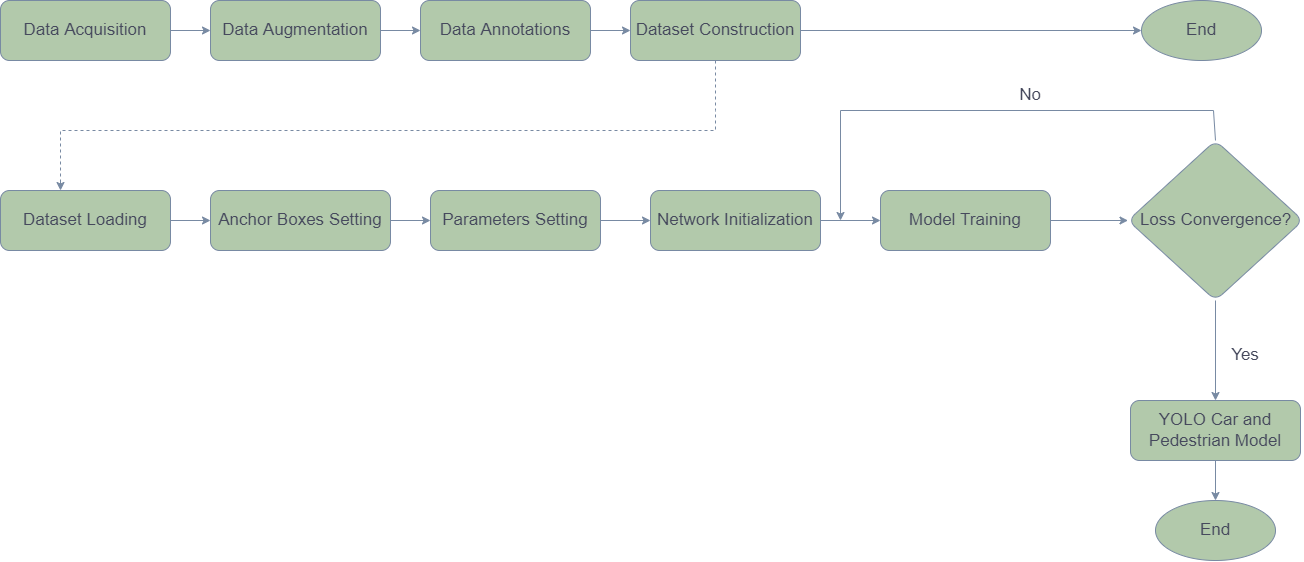 Data Acquisition
Data Augmentation
Data Annotations
Dataset Construction
End
No
Dataset Loading
Anchor Boxes Setting
Parameters Setting
Network Initialization
Model Training
Loss Convergence?
Yes
YOLO Car and
Pedestrian Model
End